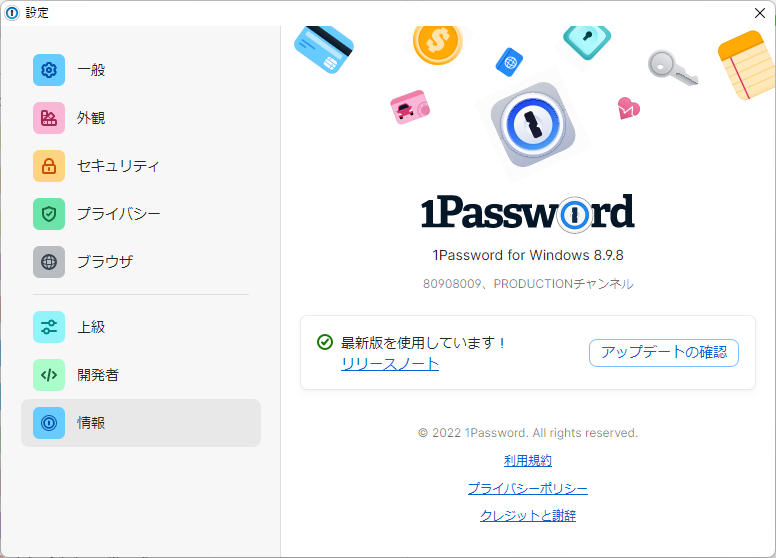 設定
一般
外観
セキュリティ
プライバシー
ブラウザ
上級
開発者
情報
1Password
1Password for Windows 8.9.8
80908009、PRODUCTIONチャンネル
最新版を使用しています！
リリースノート
アップデートの確認
© 2022 1Password. All rights reserved.
利用規約
プライバシーポリシー
クレジットと謝辞